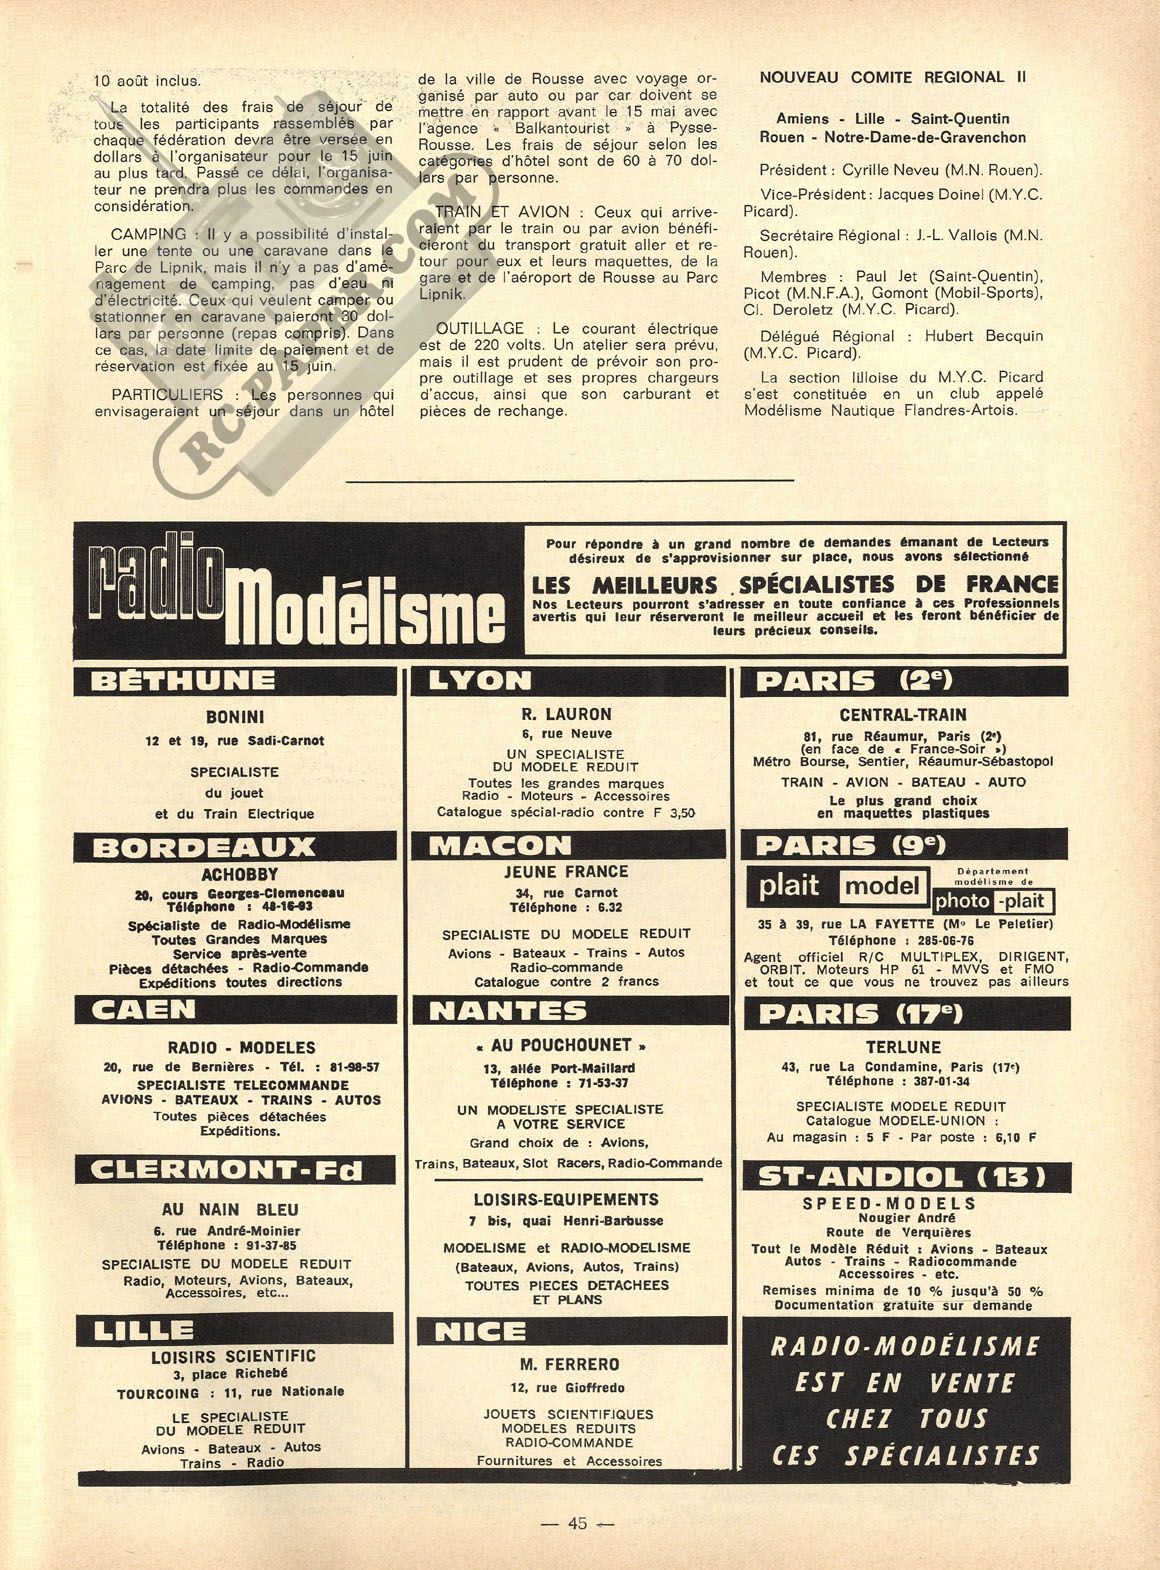 10 août inclus.
La totalité des frais de séjour de
tous les participants rassemblés par
chaque fédération devra être versée en
dollars à l'organisateur pour le 15 juin
au plus tard. Passé ce délai, l'organisa-
teur ne prendra plus les commandes en
considération.
CAMPING : Il y a possibilité d'instal-
ler une tente ou une caravane dans le
Parc de Lipnik, mais il n'y a pas d'amé-
nagement de camping, pas d'eau ni
d'électricité. Ceux qui veulent camper ou
stationner en caravane paieront 30 dol-
lars par personne (repas compris). Dans
ce cas, la date limite de paiement et de
réservation est fixée au 15 juin.
PARTICULIERS : Les personnes qui
envisageraient un séjour dans un hôtel
de la ville de Rousse avec voyage or-
ganisé par auto ou par car doivent se
mettre en rapport avant le 15 mai avec
l'agence « Balkantourist » à Pysse-
Rousse. Les frais de séjour selon les
catégories d'hôtel sont de 60 à 70 dol-
lars par personne.
TRAIN ET AVION : Ceux qui arrive-
raient par le train ou par avion bénéfi-
cieront du transport gratuit aller et re-
tour pour eux et leurs maquettes, de la
gare et de l'aéroport de Rousse au Parc
Lipnik.
OUTILLAGE : Le courant électrique
est de 220 volts. Un atelier sera prévu,
mais il est prudent de prévoir son pro-
pre outillage et ses propres chargeurs
d'accus, ainsi que son carburant et
pièces de rechange.
NOUVEAU COMITE REGIONAL II
Amiens - Lille - Saint-Quentin
Rouen - Notre-Dame-de-Gravenchon
Président : Cyrille Neveu (M.N. Rouen).
Vice-Président : Jacques Doinel (M.Y.C.
Picard).
Secrétaire Régional : J.-L. Vallois (M.N.
Rouen).
Membres : Paul Jet (Saint-Quentin),
Picot (M.N.F.A.), Gomont (Mobil-Sports),
Cl. Deroletz (M.Y.C. Picard).
Délégué Régional : Hubert Becquin
(M.Y.C. Picard).
La section lilloise du M.Y.C. Picard
s'est constituée en un club appelé
Modélisme Nautique Flandres-Artois.
RC-PAPER.COM
radio
modélisme
Pour répondre à un grand nombre de demandes émanant de Lecteurs
désireux de s'approvisionner sur place, nous avons sélectionné
LES MEILLEURS SPÉCIALISTES DE FRANCE
Nos Lecteurs pourront s'adresser en toute confiance à ces Professionnels
avertis qui leur réserveront le meilleur accueil et les feront bénéficier de
leurs précieux conseils.
BÉTHUNE
BONINI
12 et 19, rue Sadi-Carnot
SPECIALISTE
du jouet
et du Train Electrique
BORDEAUX
ACHOBBY
20, cours Georges-Clemenceau
Téléphone : 48-16-93
Spécialiste de Radio-Modélisme
Toutes Grandes Marques
Service après-vente
Pièces détachées - Radio-Commande
Expéditions toutes directions
CAEN
RADIO - MODELES
20, rue de Bernières - Tél. : 81-98-57
SPECIALISTE TELECOMMANDE
AVIONS - BATEAUX - TRAINS - AUTOS
Toutes pièces détachées
Expéditions.
CLERMONT-Fd
AU NAIN BLEU
6. rue André-Moinier
Téléphone : 91-37-85
SPECIALISTE DU MODELE REDUIT
Radio, Moteurs, Avions, Bateaux,
Accessoires, etc...
LILLE
LOISIRS SCIENTIFIC
3, place Richebé
TOURCOING : 11, rue Nationale
LE SPECIALISTE
DU MODELE REDUIT
Avions - Bateaux - Autos
Trains - Radio
LYON
R. LAURON
6, rue Neuve
UN SPECIALISTE
DU MODELE REDUIT
Toutes les grandes marques
Radio - Moteurs - Accessoires
Catalogue spécial-radio contre F 3,50
MACON
JEUNE FRANCE
34, rue Carnot
Téléphone : 6.32
SPECIALISTE DU MODELE REDUIT
Avions - Bateaux - Trains - Autos
Radio-commande
Catalogue contre 2 francs
NANTES
« AU POUCHOUNET »
13, allée Port-Maillard
Téléphone : 71-53-37
UN MODELISTE SPECIALISTE
A VOTRE SERVICE
Grand choix de : Avions,
Trains, Bateaux, Slot Racers, Radio-Commande
LOISIRS-EQUIPEMENTS
7 bis, quai Henri-Barbusse
MODELISME et RADIO-MODELISME
(Bateaux, Avions, Autos, Trains)
TOUTES PIECES DETACHEES
ET PLANS
NICE
M. FERRERO
12, rue Gioffredo
JOUETS SCIENTIFIQUES
MODELES REDUITS
RADIO-COMMANDE
Fournitures et Accessoires
PARIS (2e)
CENTRAL-TRAIN
81, rue Réaumur, Paris (2e)
(en face de « France-Soir »)
Métro Bourse, Sentier, Réaumur-Sébastopol
TRAIN - AVION - BATEAU - AUTO
Le plus grand choix
en maquettes plastiques
PARIS (9e)
plait model
Département
modélisme de
photo-plait
35 à 39, rue LA FAYETTE (Mo Le Peletier)
Téléphone : 285-06-76
Agent officiel R/C MULTIPLEX, DIRIGENT,
ORBIT. Moteurs HP 61 - MVVS et FMO
et tout ce que vous ne trouvez pas ailleurs
PARIS (17e)
TERLUNE
43, rue La Condamine, Paris (17e)
Téléphone : 387-01-34
SPECIALISTE MODELE REDUIT
Catalogue MODELE-UNION :
Au magasin : 5 F - Par poste : 6,10 F
ST-ANDIOL (13)
SPEED-MODELS
Nougier André
Route de Verquières
Tout le Modèle Réduit : Avions - Bateaux
Autos - Trains - Radiocommande
Accessoires - etc.
Remises minima de 10 % jusqu'à 50 %
Documentation gratuite sur demande
RADIO-MODÉLISME
EST EN VENTE
CHEZ TOUS
CES SPÉCIALISTES
— 45 —